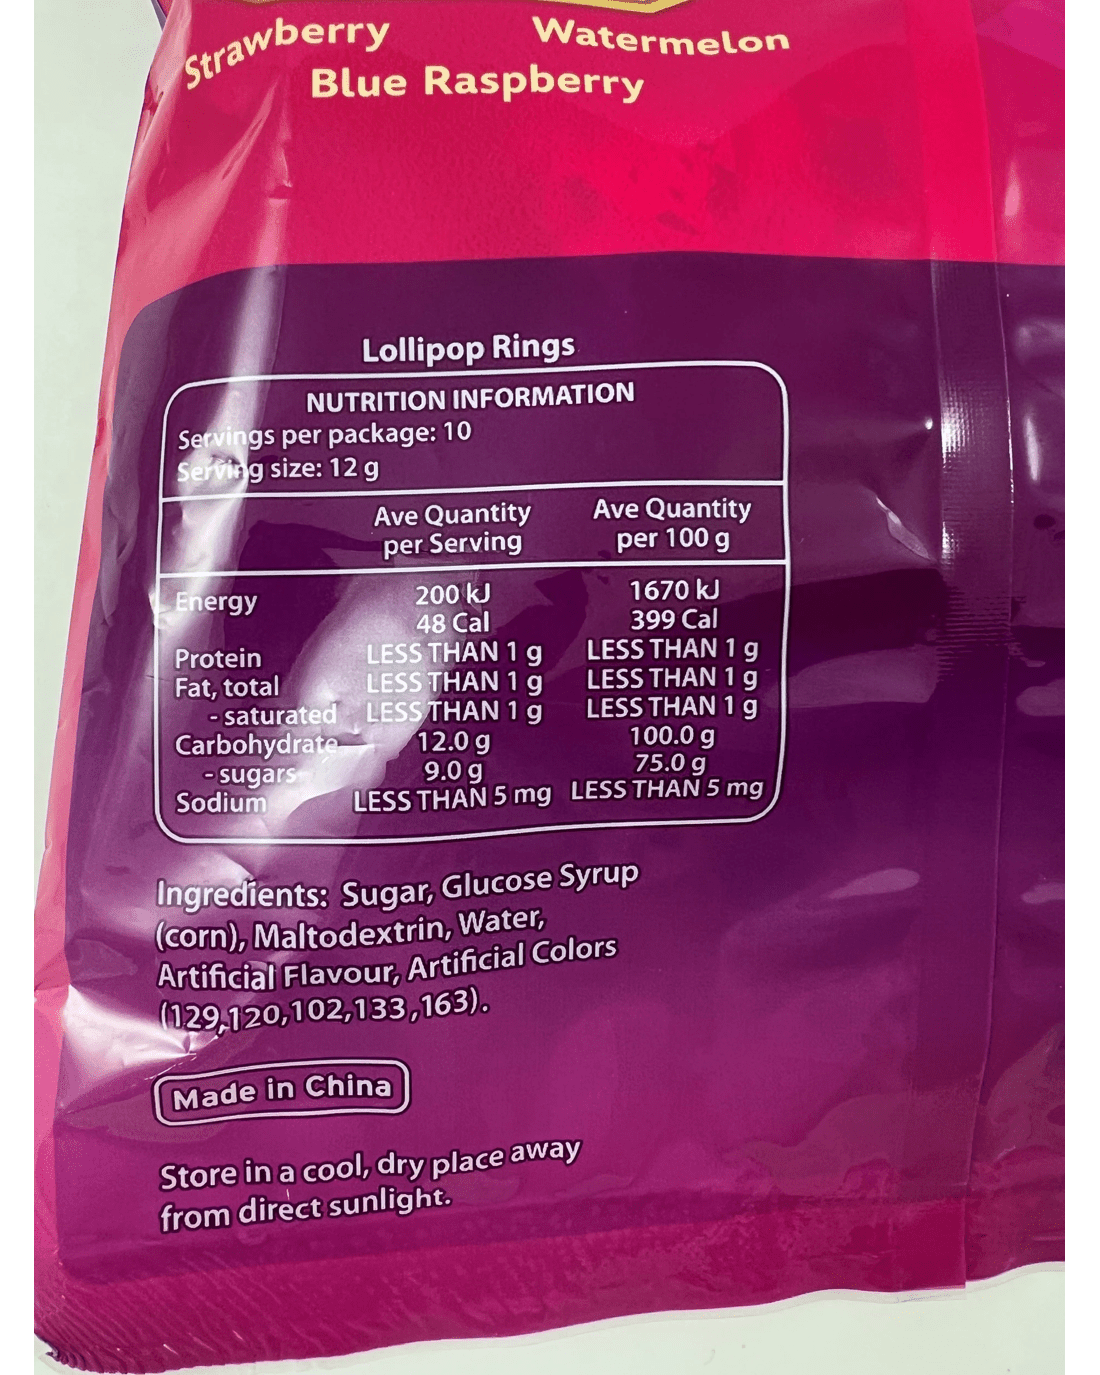 Strawberry Watermelon
Blue Raspberry
Lollipop Rings
NUTRITION INFORMATION
Servings per package: 10
Serving size: 12 g
Ave Quantity per Serving Ave Quantity per 100 g
Energy 200 kJ 1670 kJ
48 Cal 399 Cal
Protein LESS THAN 1 g LESS THAN 1 g
Fat, total LESS THAN 1 g LESS THAN 1 g
- saturated LESS THAN 1 g LESS THAN 1 g
Carbohydrate 12.0 g 100.0 g
- sugars 9.0 g 75.0 g
Sodium LESS THAN 5 mg LESS THAN 5 mg
Ingredients: Sugar, Glucose Syrup
(corn), Maltodextrin, Water,
Artificial Flavour, Artificial Colors
(129,120,102,133,163).
Made in China
Store in a cool, dry place away
from direct sunlight.